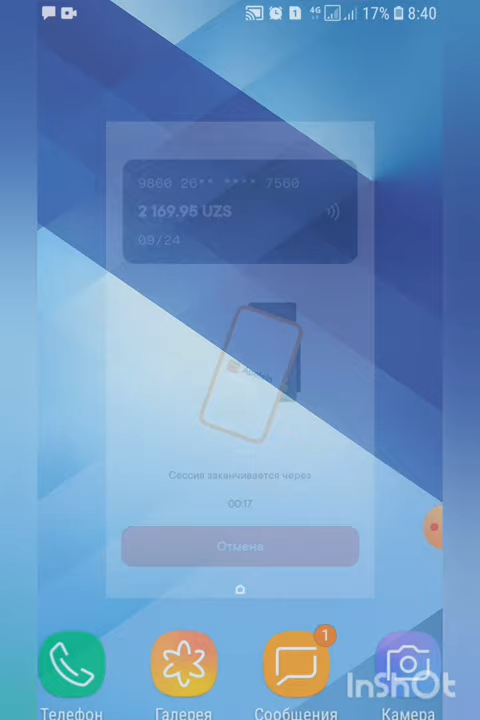 4G 17% 8:40
9860 26** **** 7560
2 169.95 UZS
09/24
Сессия заканчивается через
00:17
Отмена
1
Телефон Галерея Сообщения Камера
InShOt